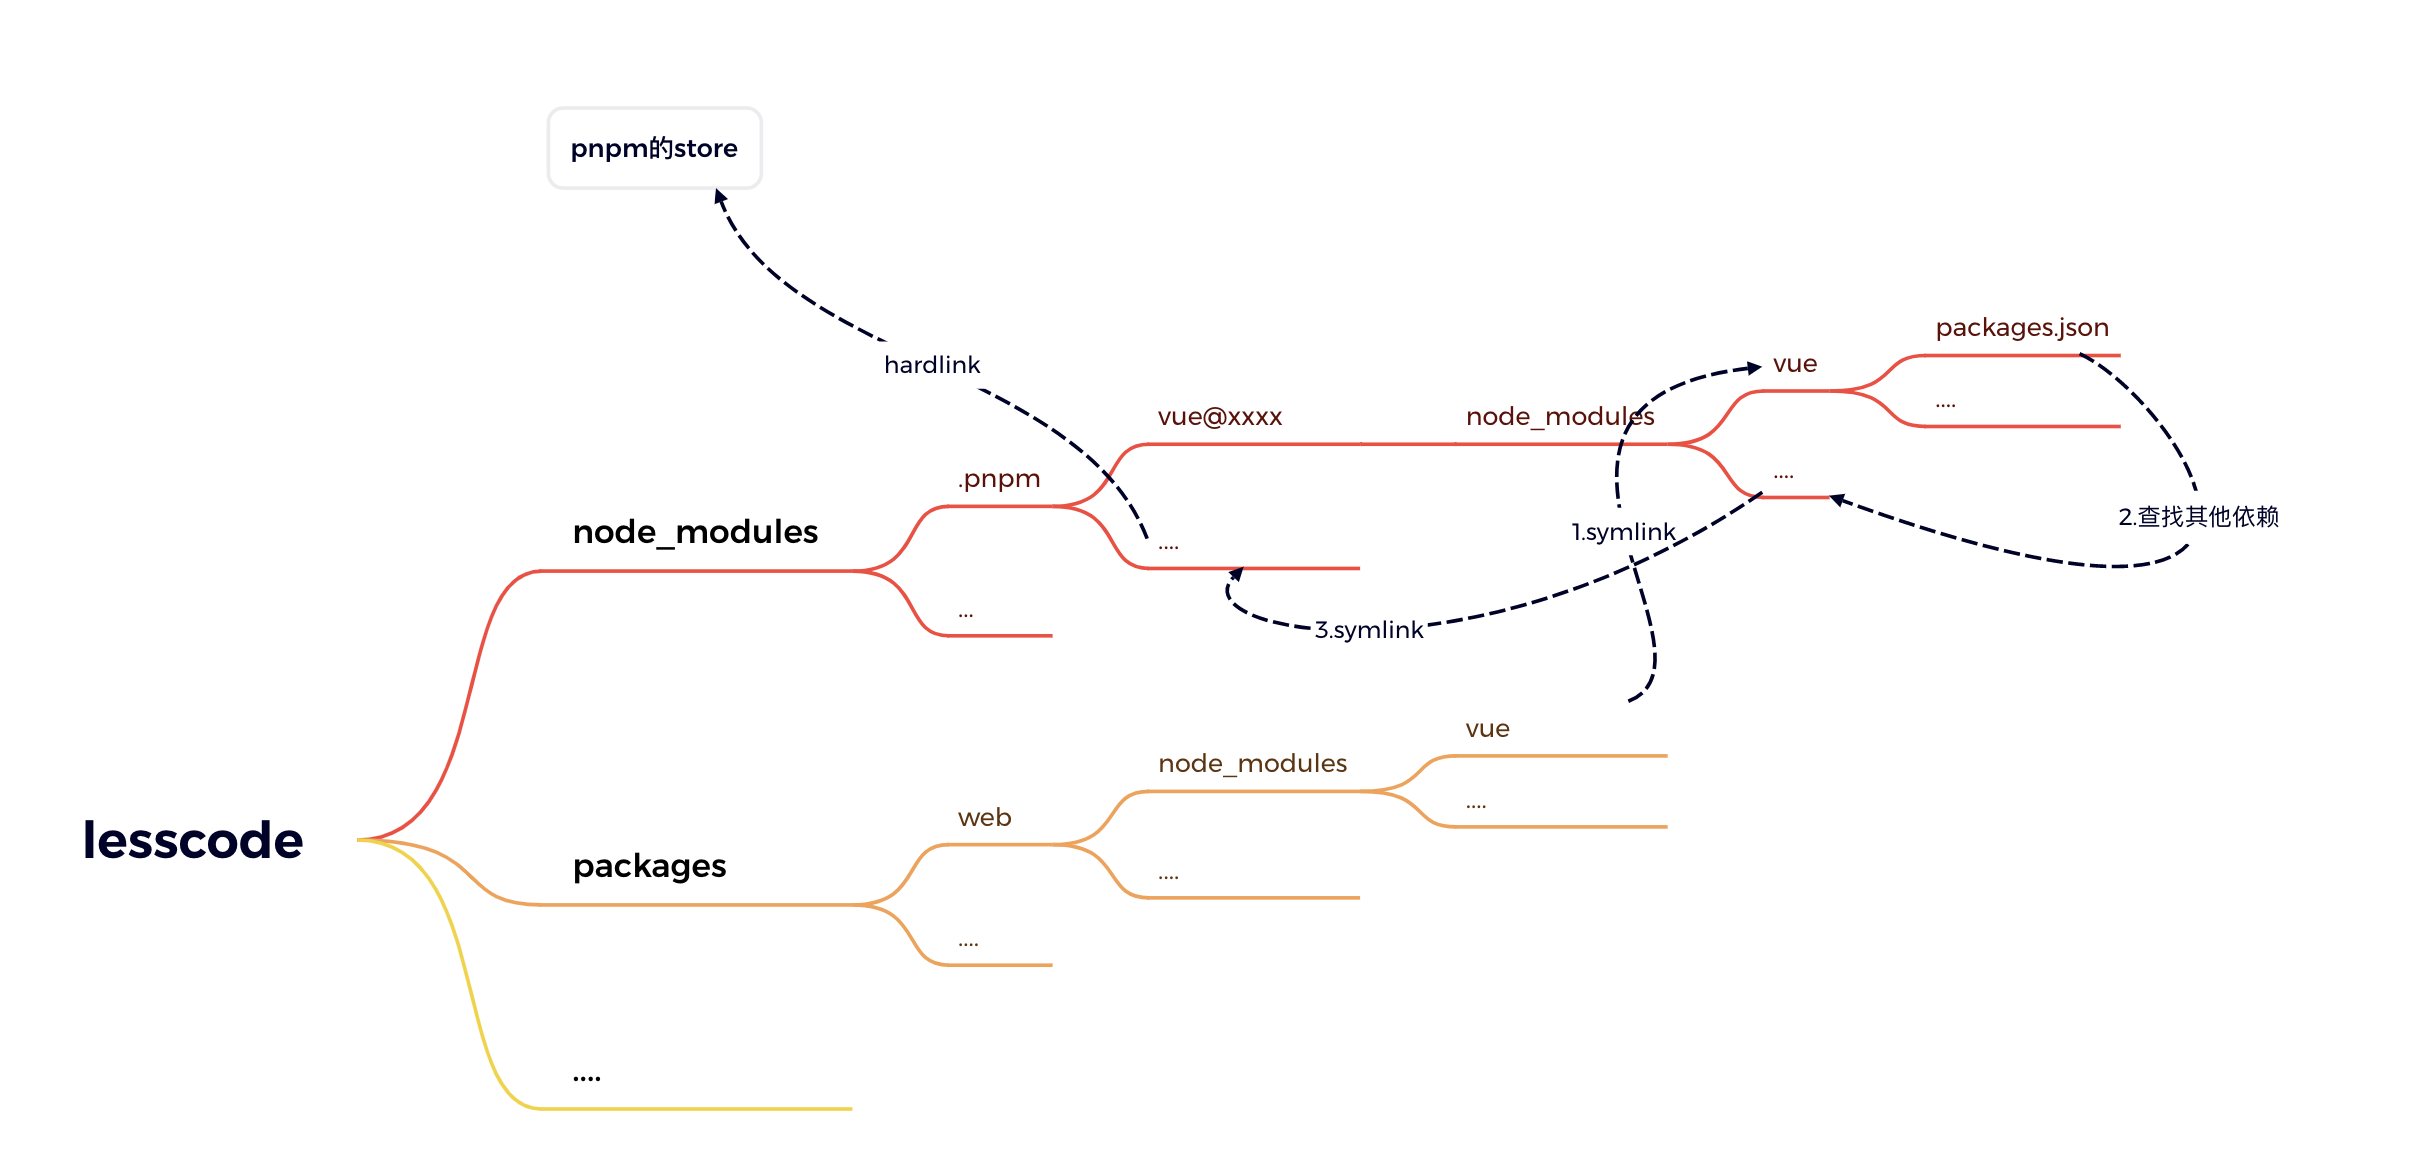 pnpm的store
hardlink
packages.json
vue
....
vue@xxxx
node_modules
....
.pnpm
....
node_modules
...
1.symlink
2.查找其他依赖
3.symlink
lesscode
vue
node_modules
....
web
....
packages
....
....